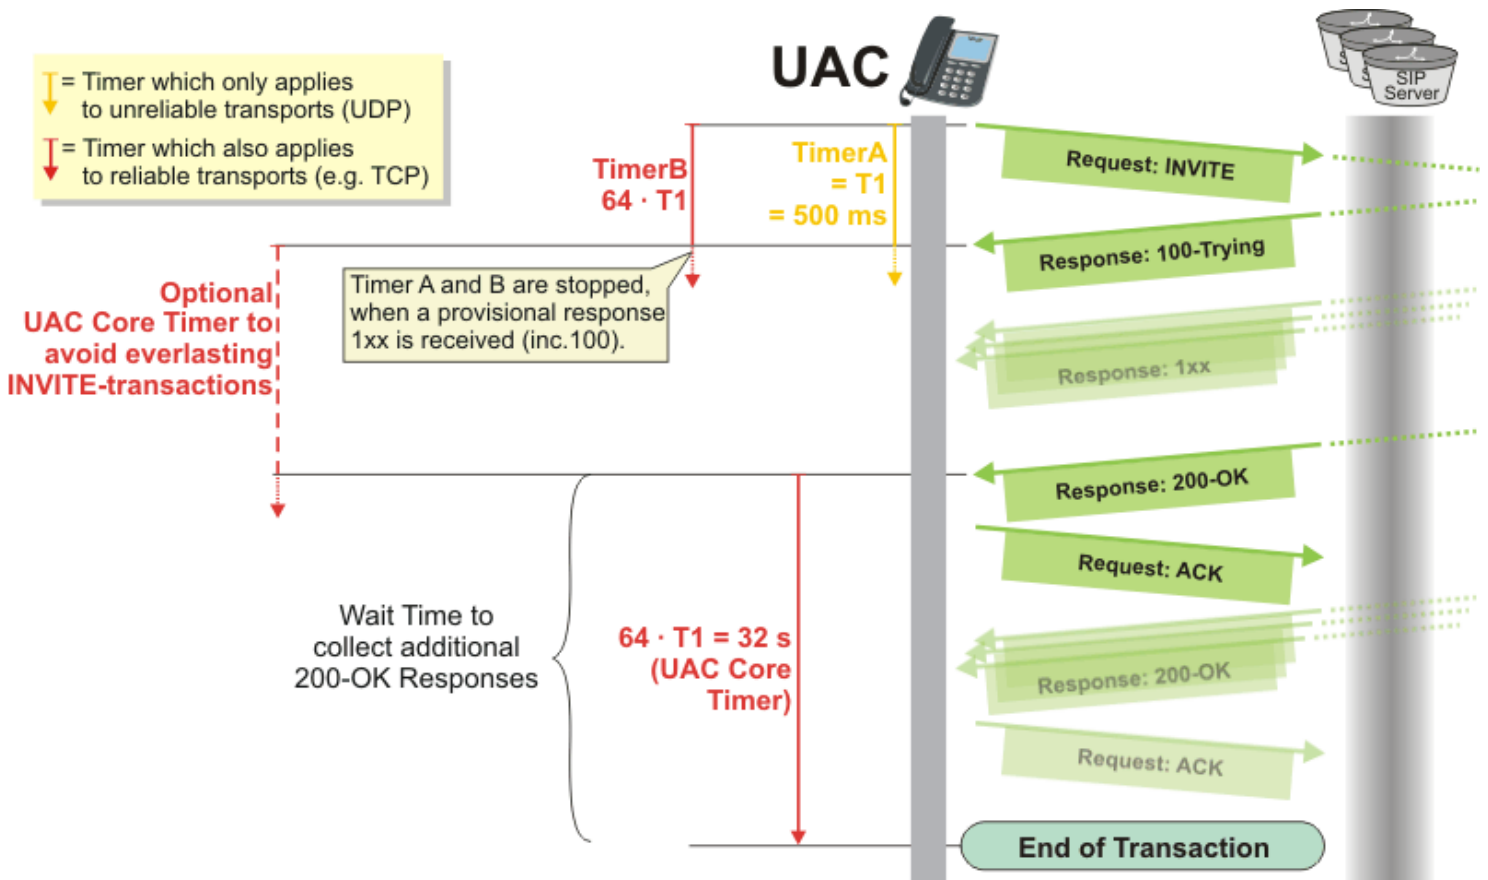 = Timer which only applies
to unreliable transports (UDP)
= Timer which also applies
to reliable transports (e.g. TCP)
UAC
SIP
Server
TimerB
64 · T1
TimerA
= T1
= 500 ms
Request: INVITE
Response: 100-Trying
Timer A and B are stopped,
when a provisional response
1xx is received (inc.100).
Optional
UAC Core Timer to
avoid everlasting
INVITE-transactions
Response: 1xx
Response: 200-OK
Request: ACK
Wait Time to
collect additional
200-OK Responses
64 · T1 = 32 s
(UAC Core
Timer)
Response: 200-OK
Request: ACK
End of Transaction